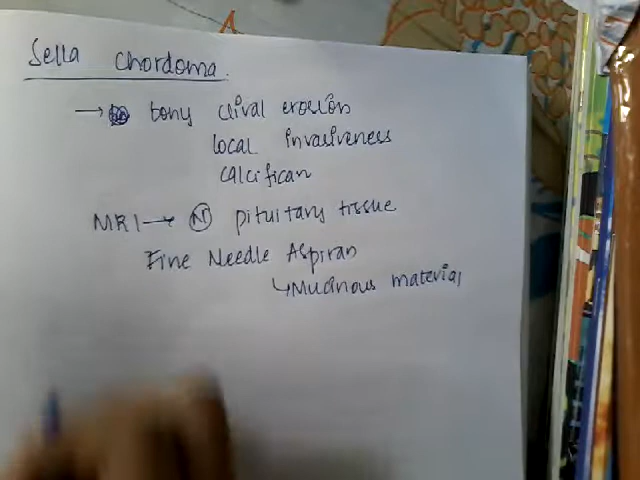 Sella Chordoma.
→ bony clival erosion
local invasiveness
calcifican
MRI → N pituitary tissue
Fine Needle Aspiran
↳ Mucinous material